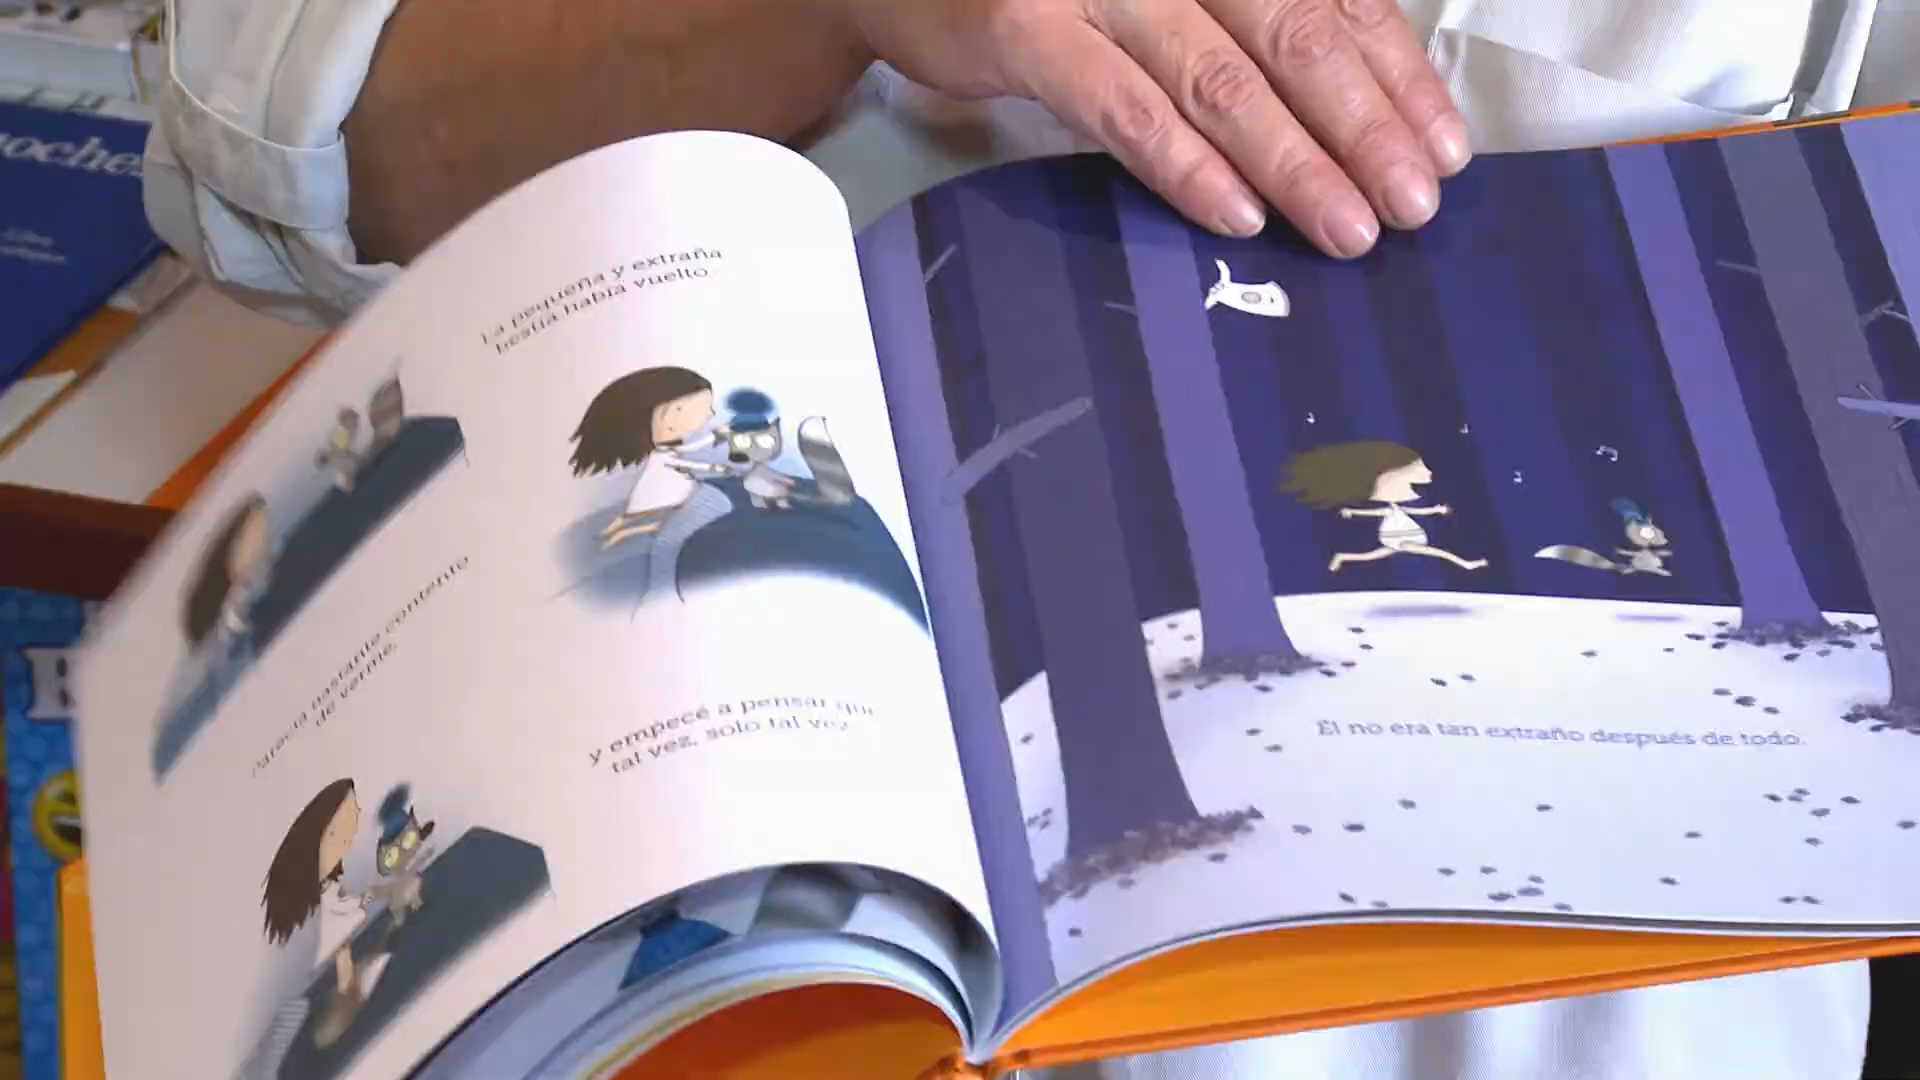 oche
La pequeña y extraña
bestia había vuelto
Parecía bastante contento
de verme,
y empecé a pensar que
tal vez, solo tal vez
Él no era tan extraño después de todo.